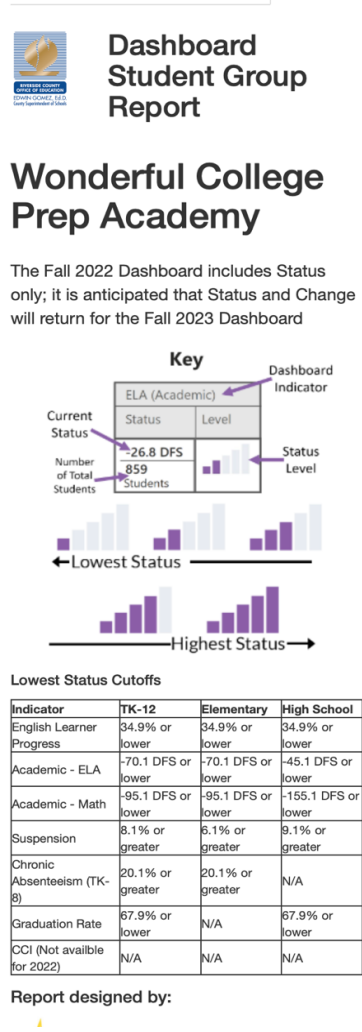 Dashboard
Student Group
Report
RIVERSIDE COUNTY
OFFICE OF EDUCATION
EDWIN GOMEZ, Ed.D.
County Superintendent of Schools
Wonderful College
Prep Academy
The Fall 2022 Dashboard includes Status
only; it is anticipated that Status and Change
will return for the Fall 2023 Dashboard
Key
Dashboard
Indicator
ELA (Academic)
Current
Status
Status
Level
-26.8 DFS
Status
Level
Number
of Total
Students
859
Students
Lowest Status
Highest Status
Lowest Status Cutoffs
Indicator TK-12 Elementary High School
English Learner
Progress
34.9% or
lower
34.9% or
lower
34.9% or
lower
Academic - ELA
-70.1 DFS or
lower
-70.1 DFS or
lower
-45.1 DFS or
lower
Academic - Math
-95.1 DFS or
lower
-95.1 DFS or
lower
-155.1 DFS or
lower
Suspension
8.1% or
greater
6.1% or
greater
9.1% or
greater
Chronic
Absenteeism (TK-
8)
20.1% or
greater
20.1% or
greater
N/A
Graduation Rate
67.9% or
lower
N/A
67.9% or
lower
CCI (Not availble
for 2022)
N/A
N/A
N/A
Report designed by: